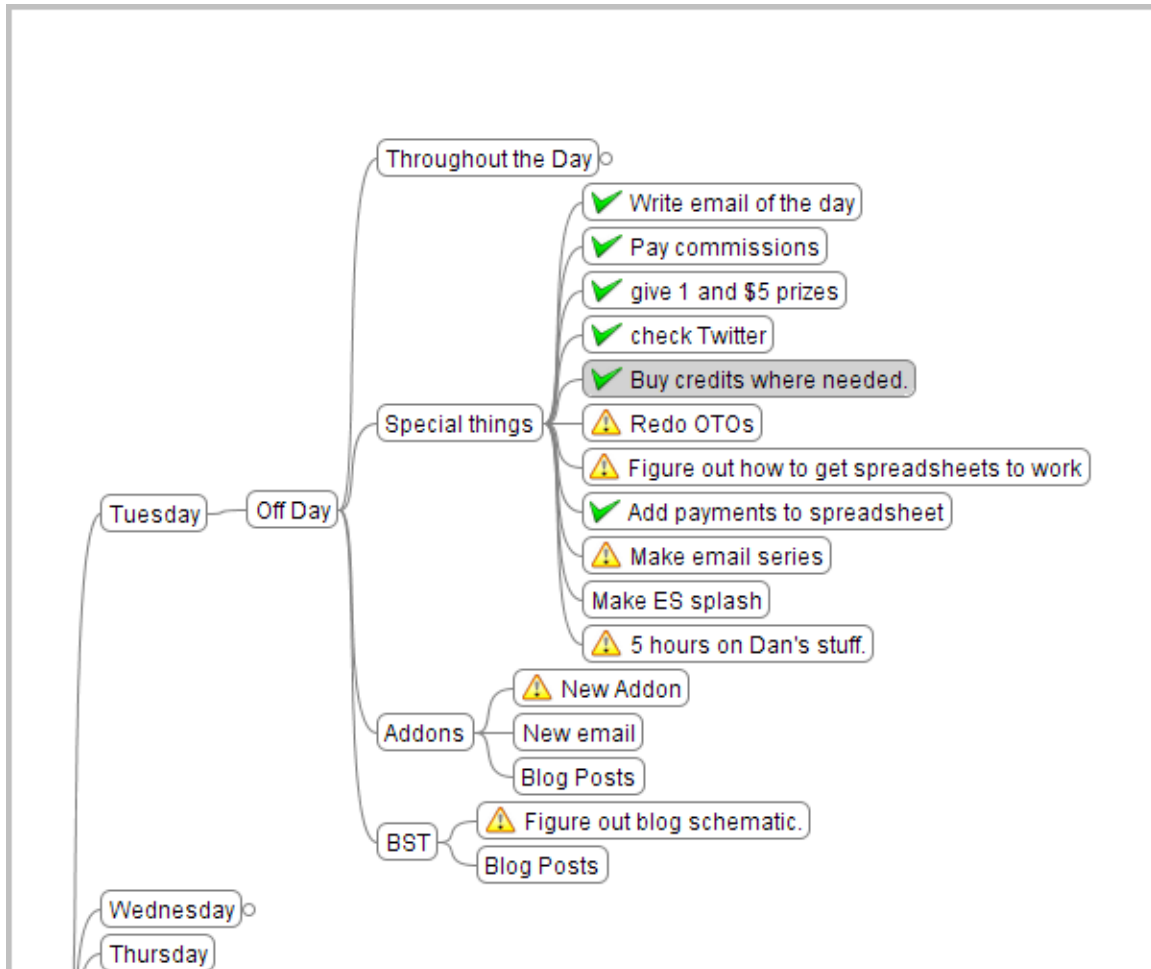 Throughout the Day
Write email of the day
Pay commissions
give 1 and $5 prizes
check Twitter
Buy credits where needed.
Special things
Redo OTOs
Figure out how to get spreadsheets to work
Tuesday
Off Day
Add payments to spreadsheet
Make email series
Make ES splash
5 hours on Dan's stuff.
New Addon
Addons
New email
Blog Posts
Figure out blog schematic.
BST
Blog Posts
Wednesday
Thursday